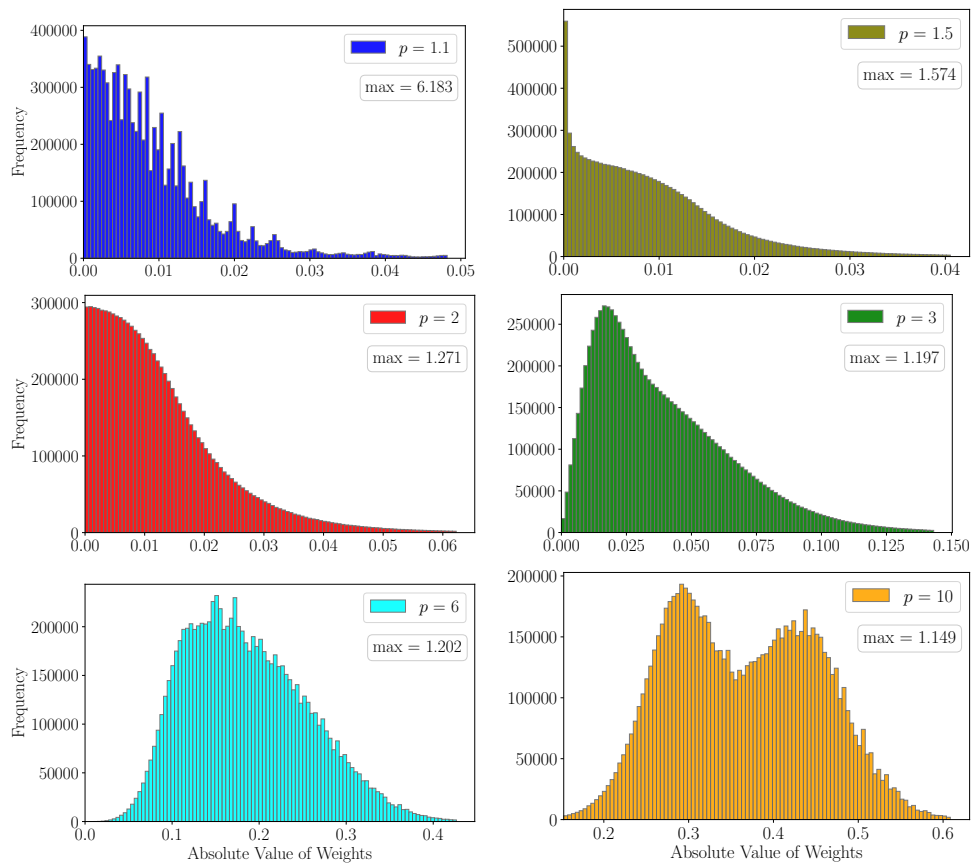 p = 1.1
max = 6.183
Frequency
400000
300000
200000
100000
0
0.00 0.01 0.02 0.03 0.04 0.05
p = 1.5
max = 1.574
500000
400000
300000
200000
100000
0
0.00 0.01 0.02 0.03 0.04
p = 2
max = 1.271
Frequency
300000
200000
100000
0
0.00 0.01 0.02 0.03 0.04 0.05 0.06
p = 3
max = 1.197
250000
200000
150000
100000
50000
0
0.000 0.025 0.050 0.075 0.100 0.125 0.150
p = 6
max = 1.202
Frequency
200000
150000
100000
50000
0
0.0 0.1 0.2 0.3 0.4
Absolute Value of Weights
p = 10
max = 1.149
200000
150000
100000
50000
0
0.2 0.3 0.4 0.5 0.6
Absolute Value of Weights